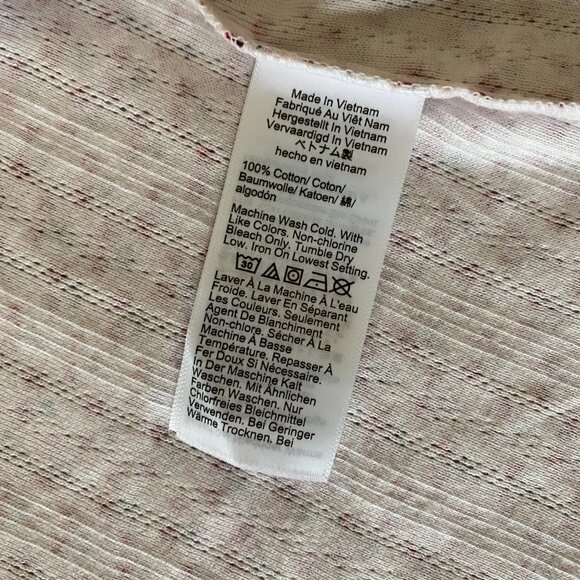 Made In Vietnam
Fabriqué Au Viêt Nam
Hergestellt In Vietnam
Vervaardigd In Vietnam
ベトナム製
hecho en vietnam
100% Cotton/ Coton/
Baumwolle/ Katoen/ 綿/
algodón
Machine Wash Cold. With
Like Colors. Non-chlorine
Bleach Only. Tumble Dry
Low. Iron On Lowest Setting.
30
Laver À La Machine À L'eau
Froide. Laver En Séparant
Les Couleurs. Seulement
Agent De Blanchiment
Non-chlore. Sécher À La
Machine À Basse
Température. Repasser À
Fer Doux Si Nécessaire.
In Der Maschine Kalt
Waschen. Mit Ähnlichen
Farben Waschen. Nur
Chlorfreies Bleichmittel
Verwenden. Bei Geringer
Wärme Trocknen. Bei